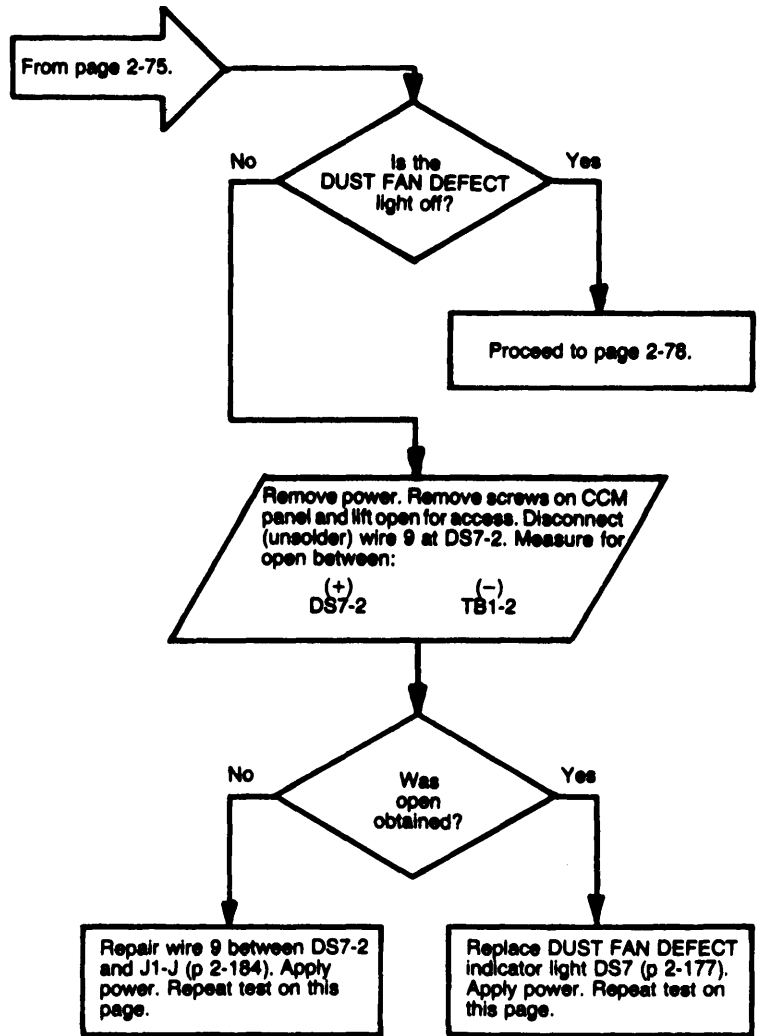 From page 2-75.
Is the
DUST FAN DEFECT
light off?
No
Yes
Proceed to page 2-78.
Remove power. Remove screws on CCM
panel and lift open for access. Disconnect
(unsolder) wire 9 at DS7-2. Measure for
open between:
(+) (−)
DS7-2 TB1-2
Was
open
obtained?
No
Yes
Repair wire 9 between DS7-2
and J1-J (p 2-184). Apply
power. Repeat test on this
page.
Replace DUST FAN DEFECT
indicator light DS7 (p 2-177).
Apply power. Repeat test on
this page.